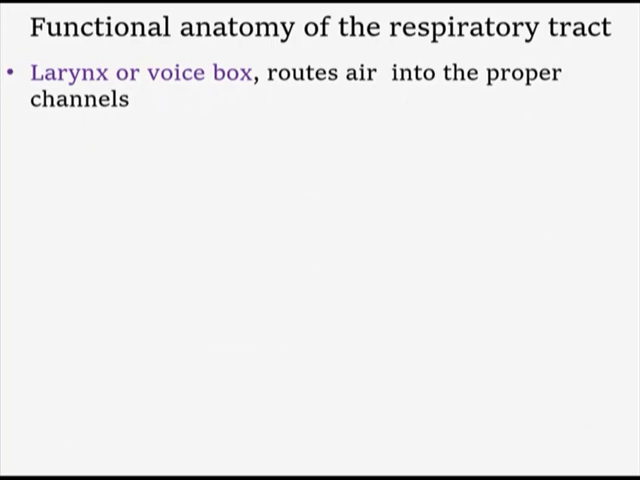 Functional anatomy of the respiratory tract
• Larynx or voice box, routes air  into the proper
channels